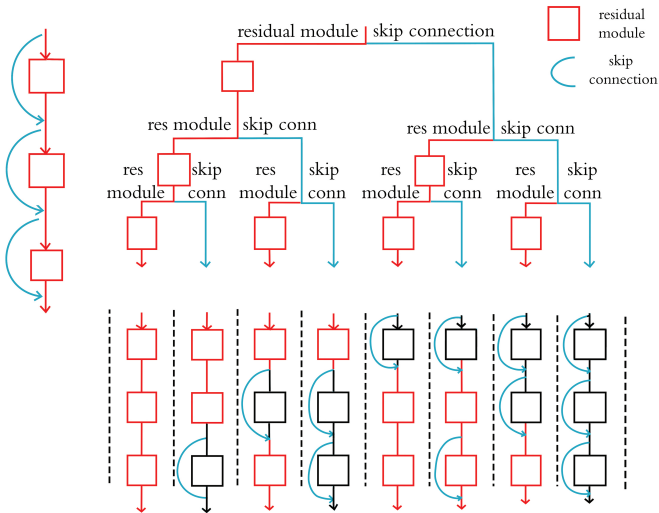 residual module skip connection
residual
module
skip
connection
res module skip conn
res module skip conn
res
module
skip
conn
res
module
skip
conn
res
module
skip
conn
res
module
skip
conn